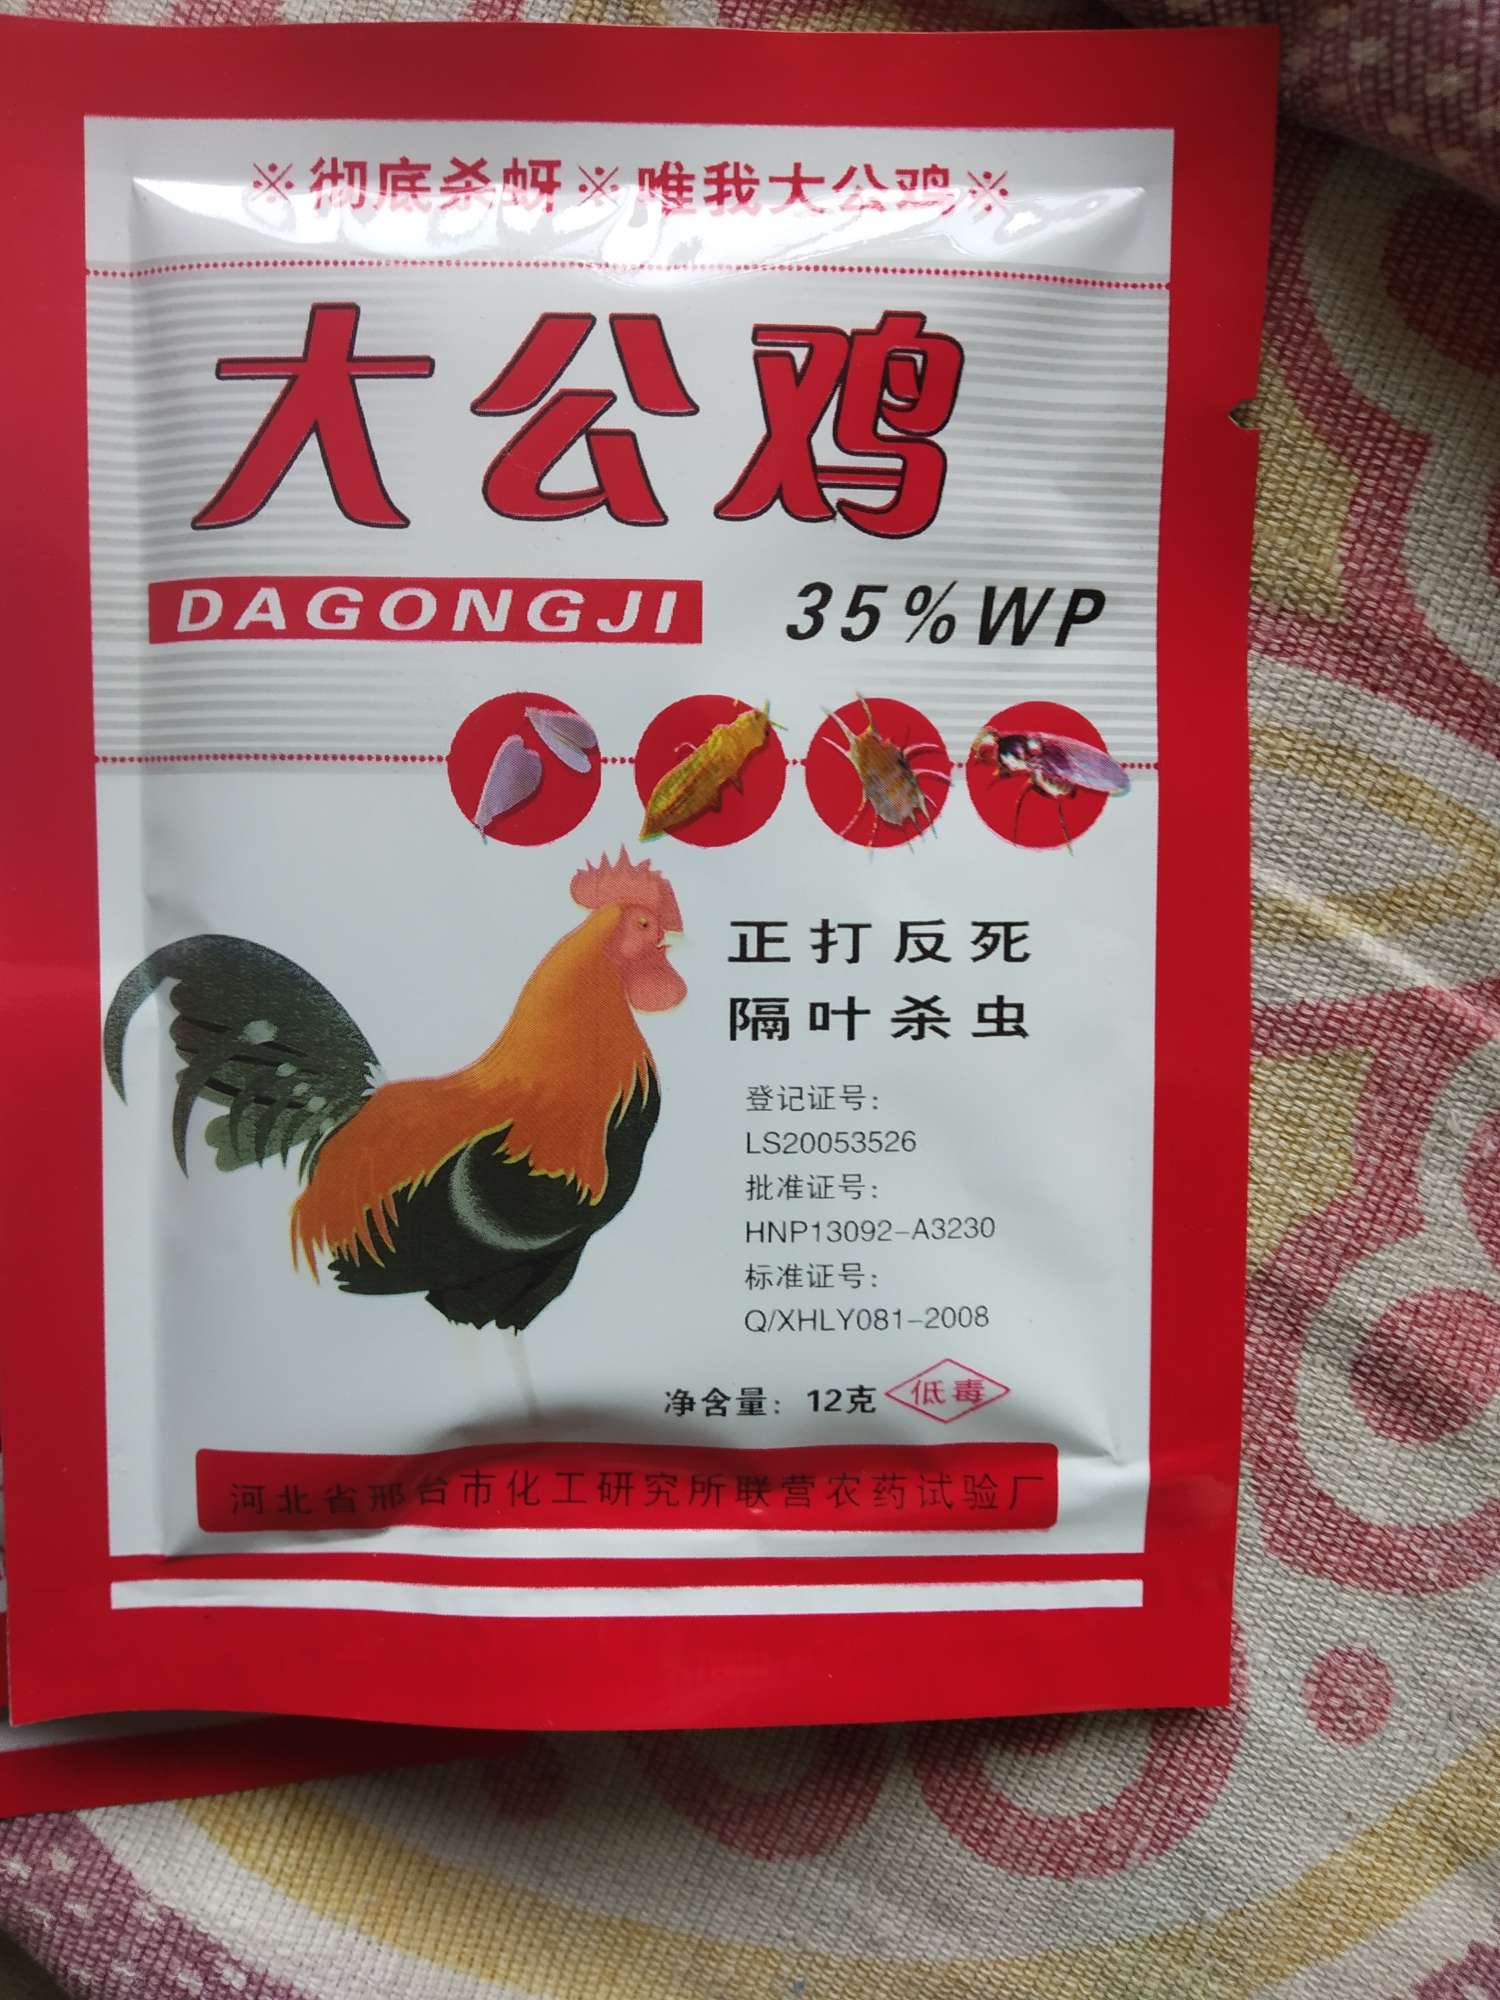 ※彻底杀蚜※唯我大公鸡※
大公鸡
DAGONGJI
35%WP
正打反死
隔叶杀虫
登记证号:
LS20053526
批准证号:
HNP13092-A3230
标准证号:
Q/XHLY081-2008
净含量: 12克
低毒
河北省邢台市化工研究所联营农药试验厂